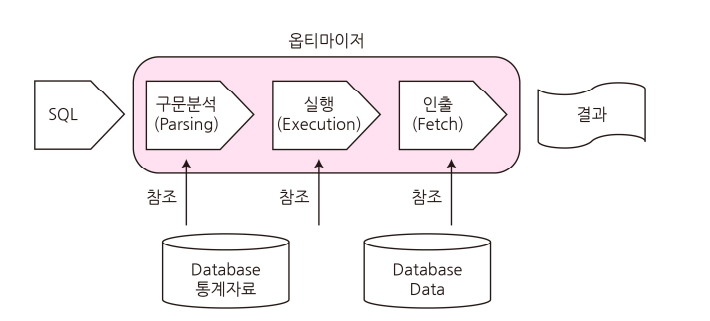 옵티마이저
SQL
구문분석
(Parsing)
실행
(Execution)
인출
(Fetch)
결과
참조
참조
참조
Database
통계자료
Database
Data